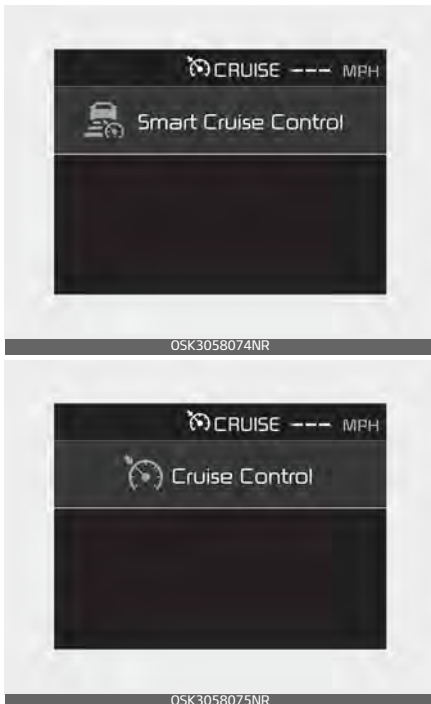 CRUISE --- MPH
Smart Cruise Control
OSK3058074NR
CRUISE --- MPH
Cruise Control
OSK3058075NR